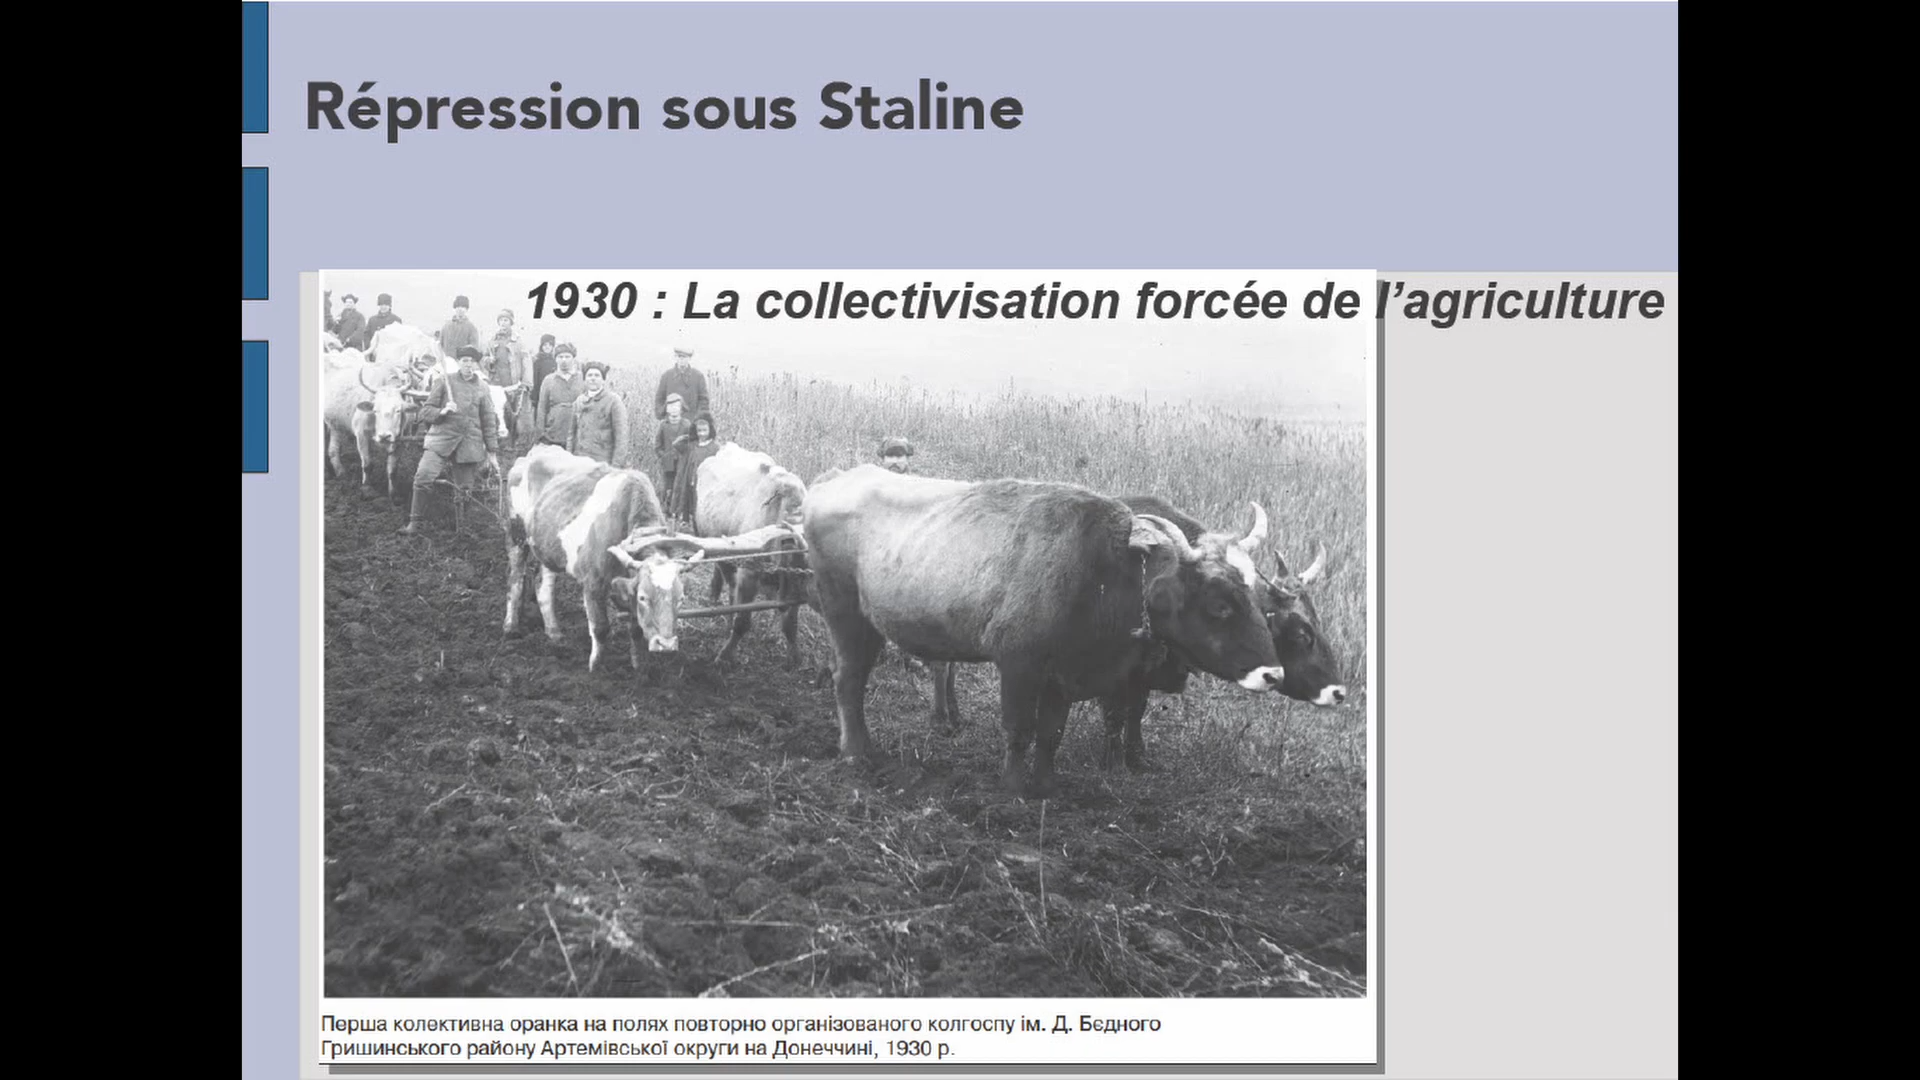 Répression sous Staline
1930 : La collectivisation forcée de l’agriculture
Перша колективна оранка на полях повторно організованого колгоспу ім. Д. Бєдного
Гришинського району Артемівської округи на Донеччині, 1930 р.